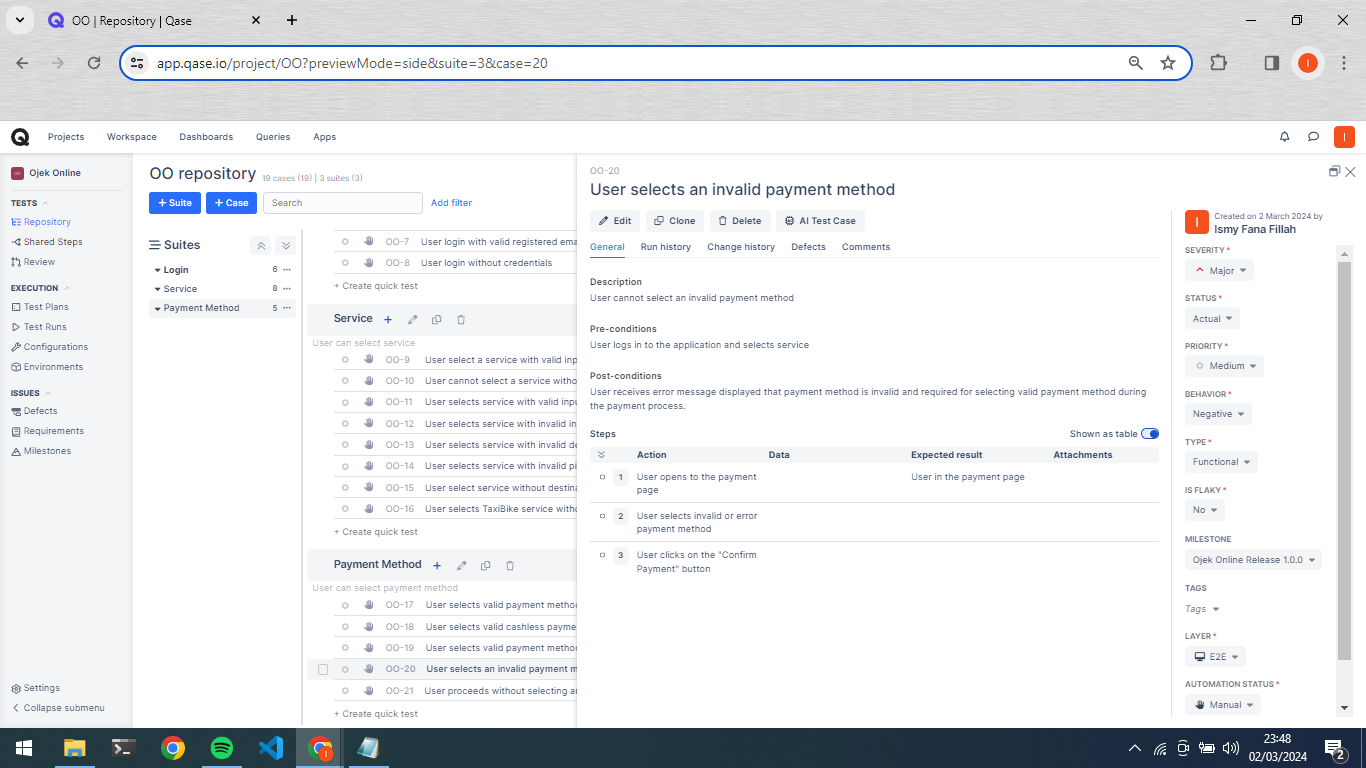 OO | Repository | Qase
app.qase.io/project/OO?previewMode=side&suite=3&case=20
Projects Workspace Dashboards Queries Apps
Ojek Online
TESTS
Repository
Shared Steps
Review
EXECUTION
Test Plans
Test Runs
Configurations
Environments
ISSUES
Defects
Requirements
Milestones
Settings
Collapse submenu
OO repository 19 cases (19) | 3 suites (3)
+ Suite + Case Search Add filter
Suites
Login 6
Service 8
Payment Method 5
OO-7 User login with valid registered ema
OO-8 User login without credentials
+ Create quick test
Service
User can select service
OO-9 User select a service with valid inp
OO-10 User cannot select a service witho
OO-11 User selects service with valid inpu
OO-12 User selects service with invalid in
OO-13 User selects service with invalid de
OO-14 User selects service with invalid pi
OO-15 User select service without destina
OO-16 User selects TaxiBike service witho
+ Create quick test
Payment Method
User can select payment method
OO-17 User selects valid payment metho
OO-18 User selects valid cashless payme
OO-19 User selects valid payment metho
OO-20 User selects an invalid payment m
OO-21 User proceeds without selecting a
+ Create quick test
OO-20
User selects an invalid payment method
Edit Clone Delete AI Test Case
General Run history Change history Defects Comments
Description
User cannot select an invalid payment method
Pre-conditions
User logs in to the application and selects service
Post-conditions
User receives error message displayed that payment method is invalid and required for selecting valid payment method during
the payment process.
Steps Shown as table
Action Data Expected result Attachments
1 User opens to the payment User in the payment page
page
2 User selects invalid or error
payment method
3 User clicks on the "Confirm
Payment" button
I Created on 2 March 2024 by
Ismy Fana Fillah
SEVERITY*
Major
STATUS*
Actual
PRIORITY*
Medium
BEHAVIOR*
Negative
TYPE*
Functional
IS FLAKY*
No
MILESTONE
Ojek Online Release 1.0.0
TAGS
Tags
LAYER*
E2E
AUTOMATION STATUS*
Manual
23:48
02/03/2024
2